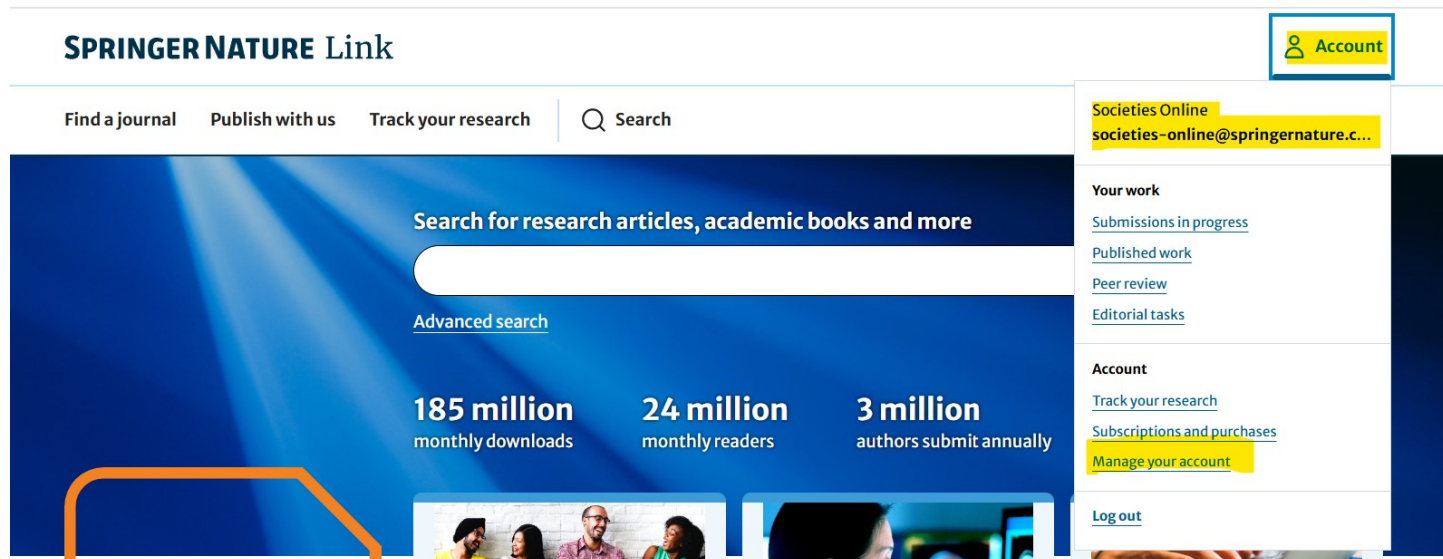 SPRINGER NATURE Link
Account
Find a journal Publish with us Track your research Search
Societies Online
societies-online@springernature.c...
Your work
Submissions in progress
Published work
Peer review
Editorial tasks
Account
Track your research
Subscriptions and purchases
Manage your account
Log out
Search for research articles, academic books and more
Advanced search
185 million 24 million 3 million
monthly downloads monthly readers authors submit annually